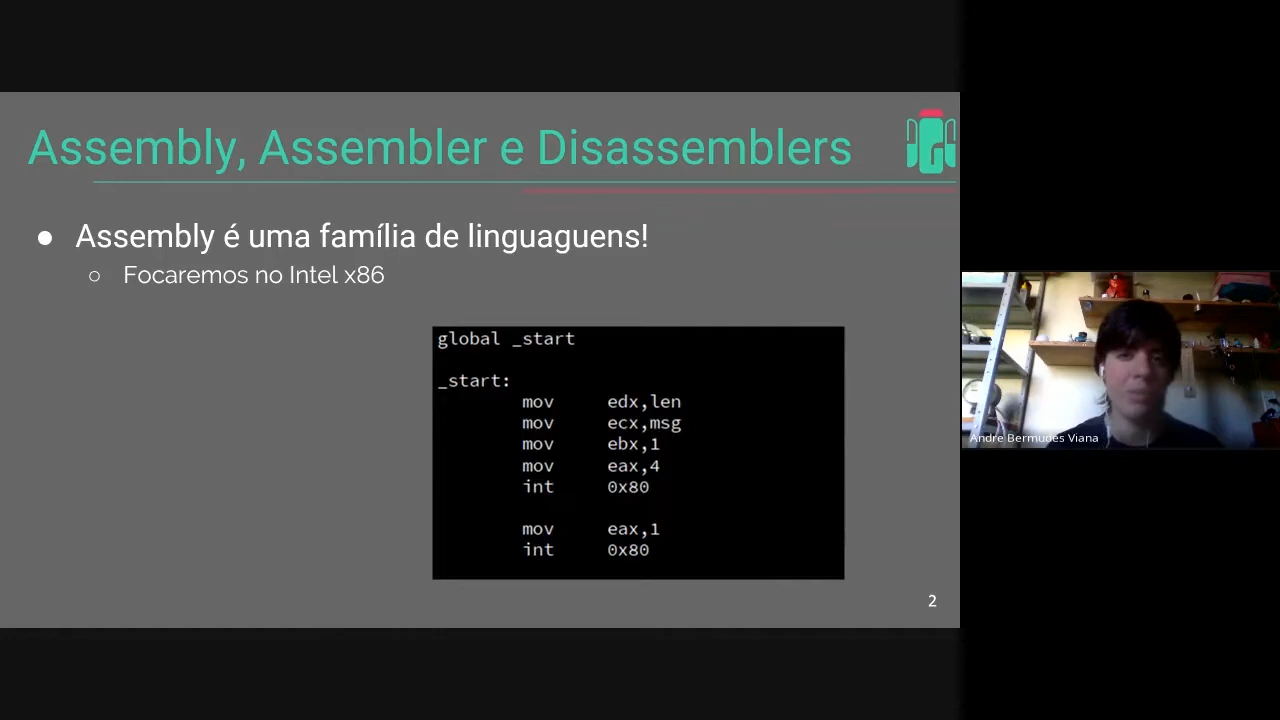 Assembly, Assembler e Disassemblers
● Assembly é uma família de linguaguens!
○ Focaremos no Intel x86
global _start
_start:
mov edx,len
mov ecx,msg
mov ebx,1
mov eax,4
int 0x80
mov eax,1
int 0x80
2
Andre Bermudes Viana